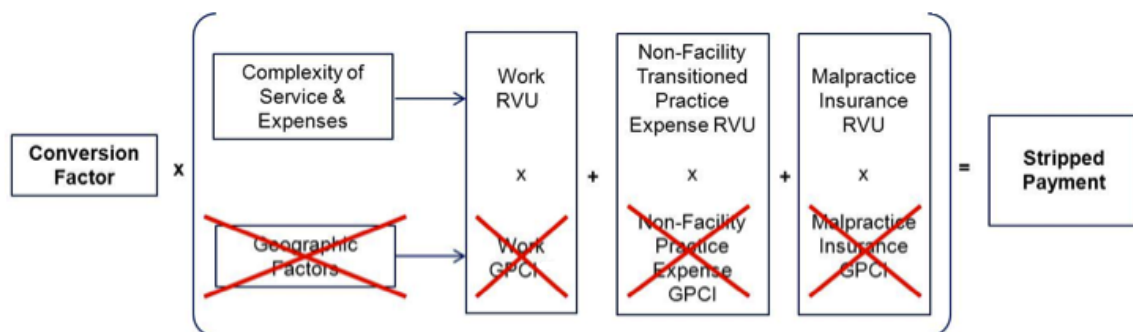 Conversion
Factor
x
Complexity of
Service &
Expenses
Geographic
Factors
Work
RVU
x
Work
GPCI
+
Non-Facility
Transitioned
Practice
Expense RVU
x
Non-Facility
Practice
Expense
GPCI
+
Malpractice
Insurance
RVU
x
Malpractice
Insurance
GPCI
=
Stripped
Payment